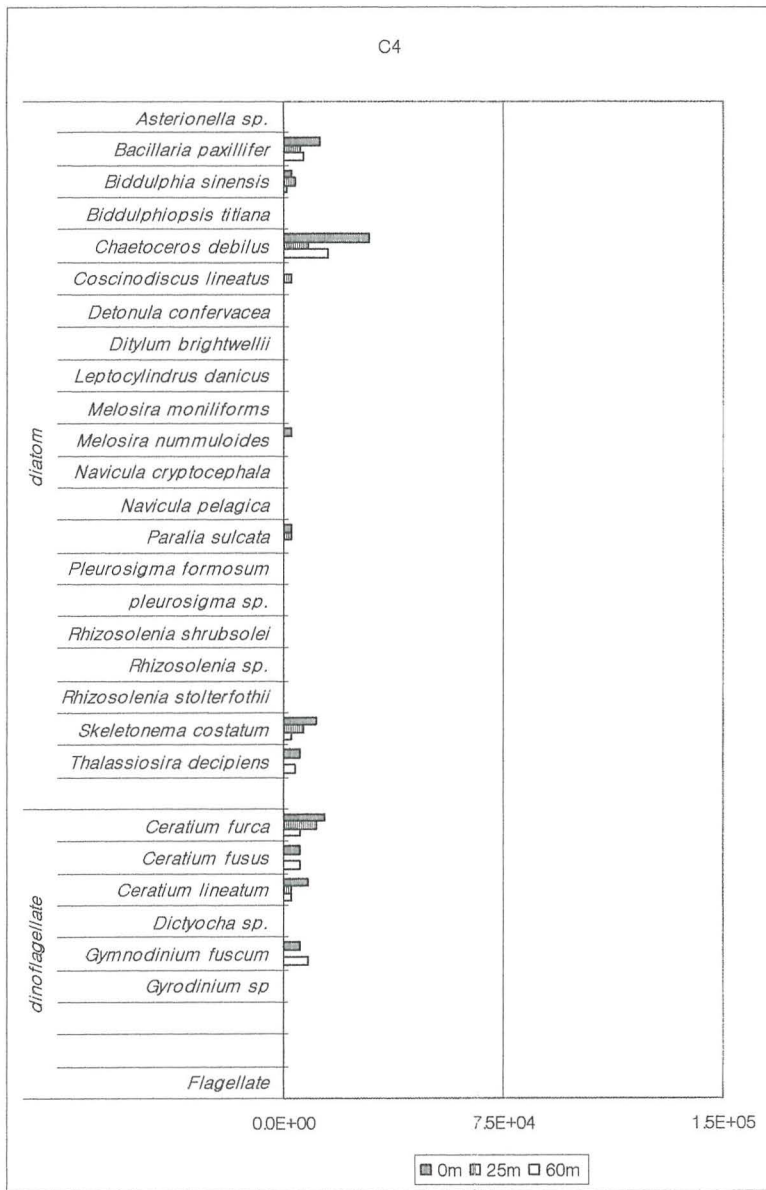 C4
diatom
Asterionella sp.
Bacillaria paxillifer
Biddulphia sinensis
Biddulphiopsis titiana
Chaetoceros debilus
Coscinodiscus lineatus
Detonula confervacea
Ditylum brightwellii
Leptocylindrus danicus
Melosira moniliforms
Melosira nummuloides
Navicula cryptocephala
Navicula pelagica
Paralia sulcata
Pleurosigma formosum
pleurosigma sp.
Rhizosolenia shrubsolei
Rhizosolenia sp.
Rhizosolenia stolterfothii
Skeletonema costatum
Thalassiosira decipiens
dinoflagellate
Ceratium furca
Ceratium fusus
Ceratium lineatum
Dictyocha sp.
Gymnodinium fuscum
Gyrodinium sp
Flagellate
0.0E+00 7.5E+04 1.5E+05
0m 25m 60m